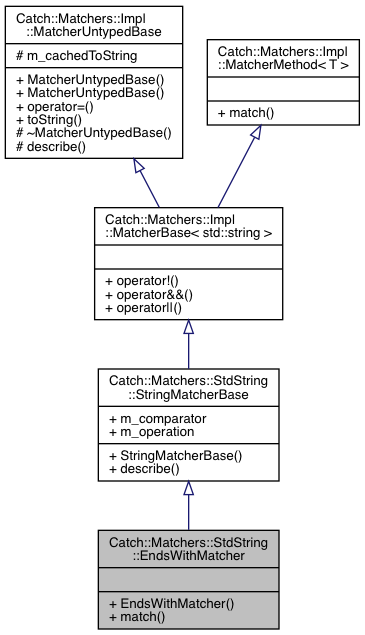 Catch::Matchers::Impl
::MatcherUntypedBase
# m_cachedToString
+ MatcherUntypedBase()
+ MatcherUntypedBase()
+ operator=()
+ toString()
# ~MatcherUntypedBase()
# describe()
Catch::Matchers::Impl
::MatcherMethod< T >
+ match()
Catch::Matchers::Impl
::MatcherBase< std::string >
+ operator!()
+ operator&&()
+ operator||()
Catch::Matchers::StdString
::StringMatcherBase
+ m_comparator
+ m_operation
+ StringMatcherBase()
+ describe()
Catch::Matchers::StdString
::EndsWithMatcher
+ EndsWithMatcher()
+ match()